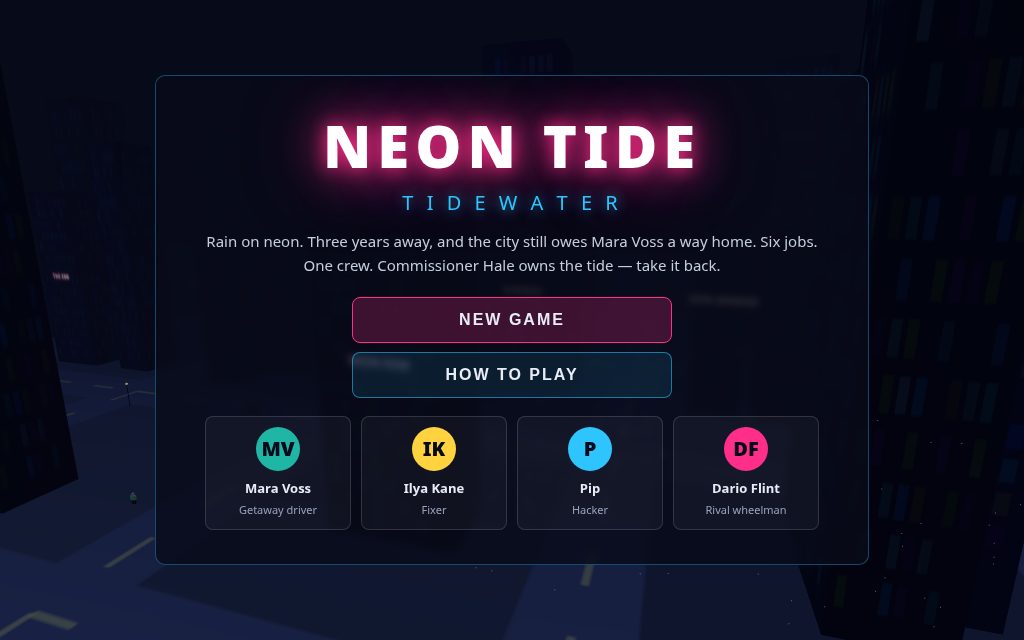 NEON TIDE
TIDEWATER
Rain on neon. Three years away, and the city still owes Mara Voss a way home. Six jobs.
One crew. Commissioner Hale owns the tide — take it back.
NEW GAME
HOW TO PLAY
MV
Mara Voss
Getaway driver
IK
Ilya Kane
Fixer
P
Pip
Hacker
DF
Dario Flint
Rival wheelman